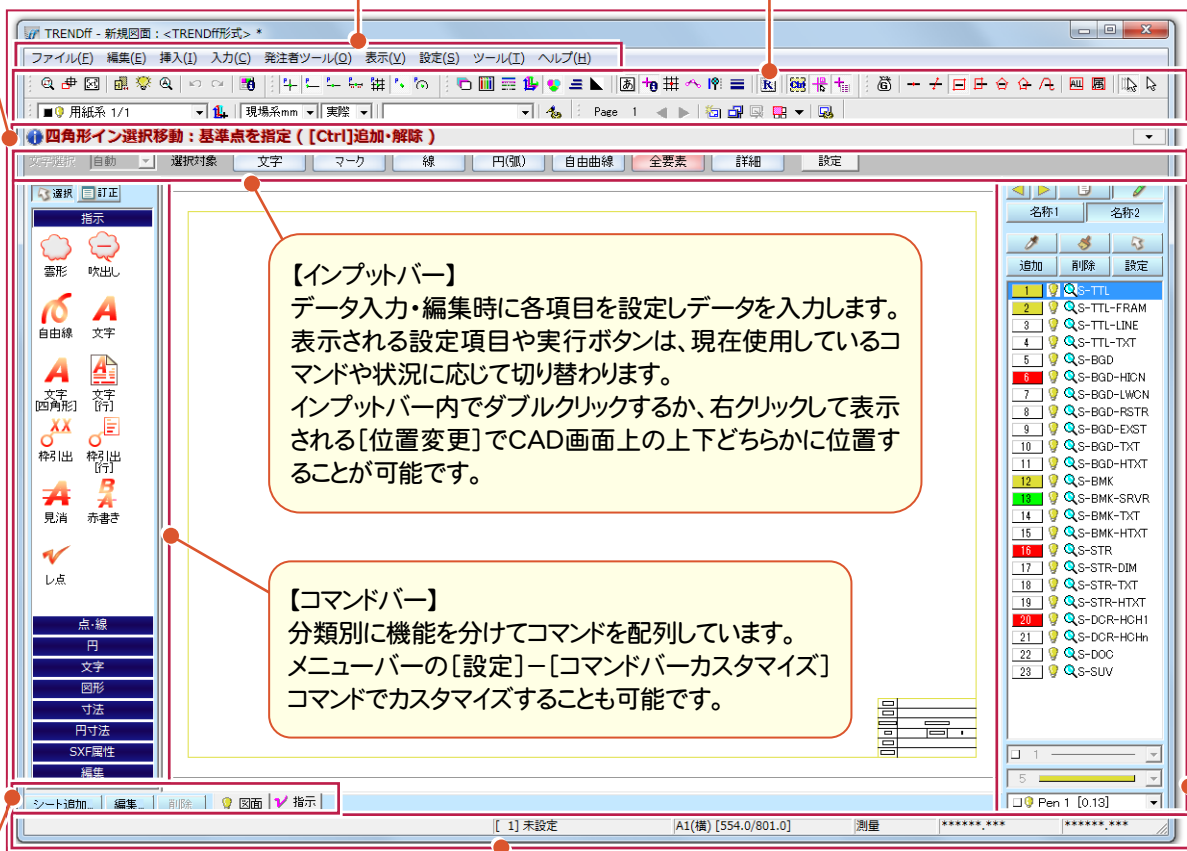 TRENDff - 新規図面 : <TRENDff形式> *
ファイル(F) 編集(E) 挿入(I) 入力(C) 発注者ツール(O) 表示(V) 設定(S) ツール(T) ヘルプ(H)
用紙系 1/1 現場系mm 実際 Page 1
四角形イン選択移動:基準点を指定 ( [Ctrl]追加・解除 )
文字選択 自動 選択対象 文字 マーク 線 円(弧) 自由曲線 全要素 詳細 設定
選択 訂正
指示
雲形 吹出し
自由線 文字
文字[四角形] 文字[行]
枠引出 枠引出[行]
見消 赤書き
レ点
点・線
円
文字
図形
寸法
円寸法
SXF属性
編集
【インプットバー】
データ入力・編集時に各項目を設定しデータを入力します。
表示される設定項目や実行ボタンは、現在使用しているコ
マンドや状況に応じて切り替わります。
インプットバー内でダブルクリックするか、右クリックして表示
される[位置変更]でCAD画面上の上下どちらかに位置す
ることが可能です。
【コマンドバー】
分類別に機能を分けてコマンドを配列しています。
メニューバーの[設定]－[コマンドバーカスタマイズ]
コマンドでカスタマイズすることも可能です。
名称1 名称2
追加 削除 設定
1 S-TTL
2 S-TTL-FRAM
3 S-TTL-LINE
4 S-TTL-TXT
5 S-BGD
6 S-BGD-HICN
7 S-BGD-LWCN
8 S-BGD-RSTR
9 S-BGD-EXST
10 S-BGD-TXT
11 S-BGD-HTXT
12 S-BMK
13 S-BMK-SRVR
14 S-BMK-TXT
15 S-BMK-HTXT
16 S-STR
17 S-STR-DIM
18 S-STR-TXT
19 S-STR-HTXT
20 S-DCR-HCH1
21 S-DCR-HCHn
22 S-DOC
23 S-SUV
1
5
Pen 1 [0.13]
シート追加... 編集... 削除 図面 指示
[ 1] 未設定 A1(横) [554.0/801.0] 測量 ******.*** ******.***